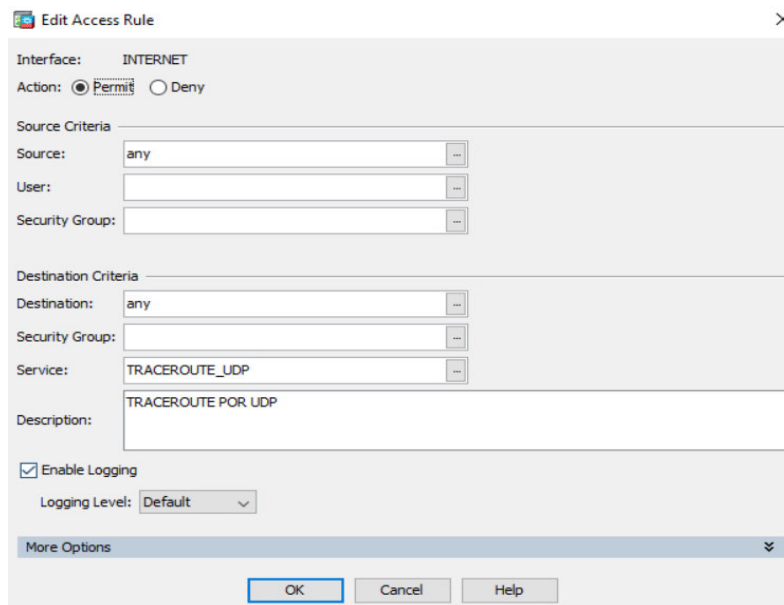 Edit Access Rule
Interface: INTERNET
Action: Permit Deny
Source Criteria
Source: any ...
User: ...
Security Group: ...
Destination Criteria
Destination: any ...
Security Group: ...
Service: TRACEROUTE_UDP ...
TRACEROUTE POR UDP
Description:
Enable Logging
Logging Level: Default
More Options
OK Cancel Help